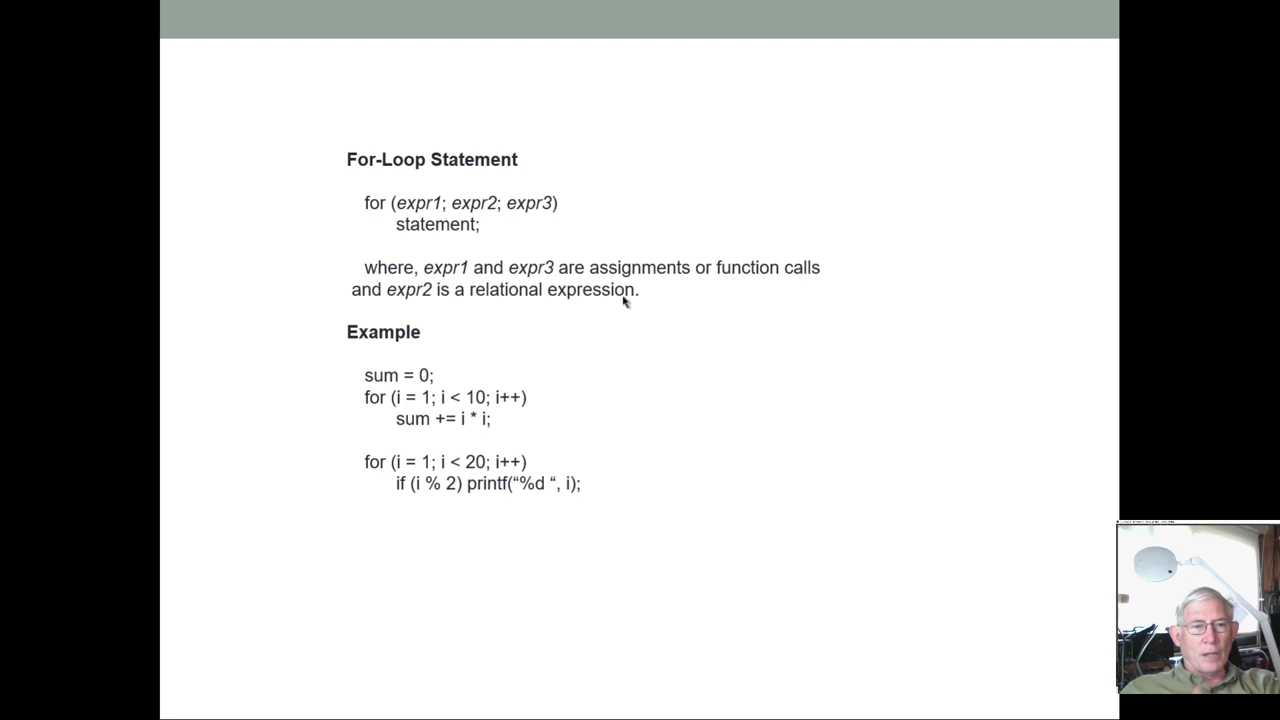 For-Loop Statement
for (expr1; expr2; expr3)
statement;
where, expr1 and expr3 are assignments or function calls
and expr2 is a relational expression.
Example
sum = 0;
for (i = 1; i < 10; i++)
sum += i * i;
for (i = 1; i < 20; i++)
if (i % 2) printf(“%d “, i);